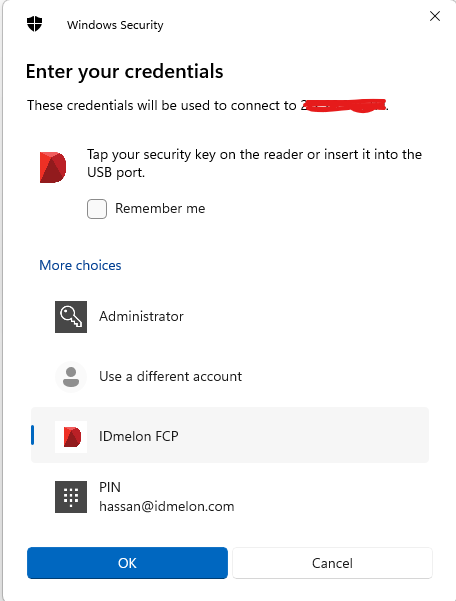 Windows Security
Enter your credentials
These credentials will be used to connect to
Tap your security key on the reader or insert it into the
USB port.
Remember me
More choices
Administrator
Use a different account
IDmelon FCP
PIN
hassan@idmelon.com
OK
Cancel